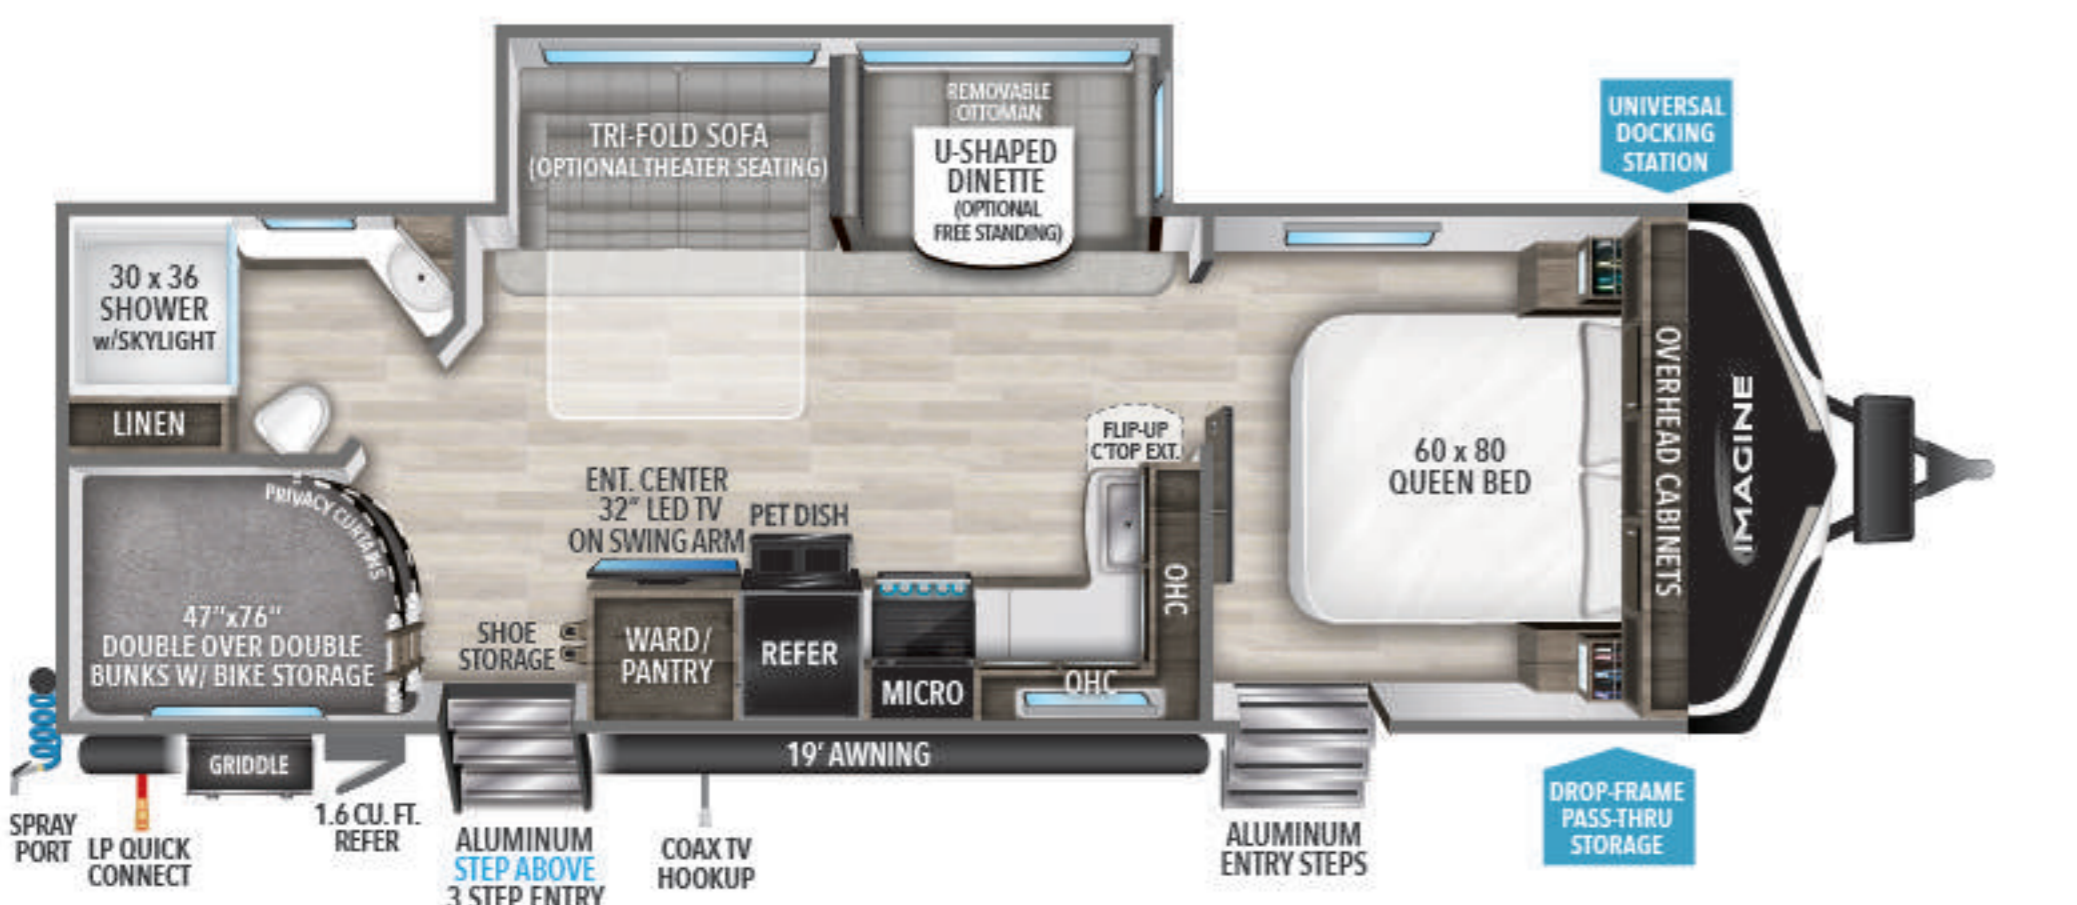 REMOVABLE
OTTOMAN
TRI-FOLD SOFA
(OPTIONAL THEATER SEATING)
U-SHAPED
DINETTE
(OPTIONAL
FREE STANDING)
UNIVERSAL
DOCKING
STATION
30 x 36
SHOWER
w/SKYLIGHT
LINEN
FLIP-UP
C'TOP EXT.
60 x 80
QUEEN BED
OVERHEAD CABINETS
IMAGINE
PRIVACY CURTAINS
ENT. CENTER
32" LED TV
ON SWING ARM
PET DISH
47"x76"
DOUBLE OVER DOUBLE
BUNKS W/ BIKE STORAGE
SHOE
STORAGE
WARD/
PANTRY
REFER
MICRO
OHC
OHC
GRIDDLE
19' AWNING
SPRAY
PORT
LP QUICK
CONNECT
1.6 CU. FT.
REFER
ALUMINUM
STEP ABOVE
3 STEP ENTRY
COAX TV
HOOKUP
ALUMINUM
ENTRY STEPS
DROP-FRAME
PASS-THRU
STORAGE